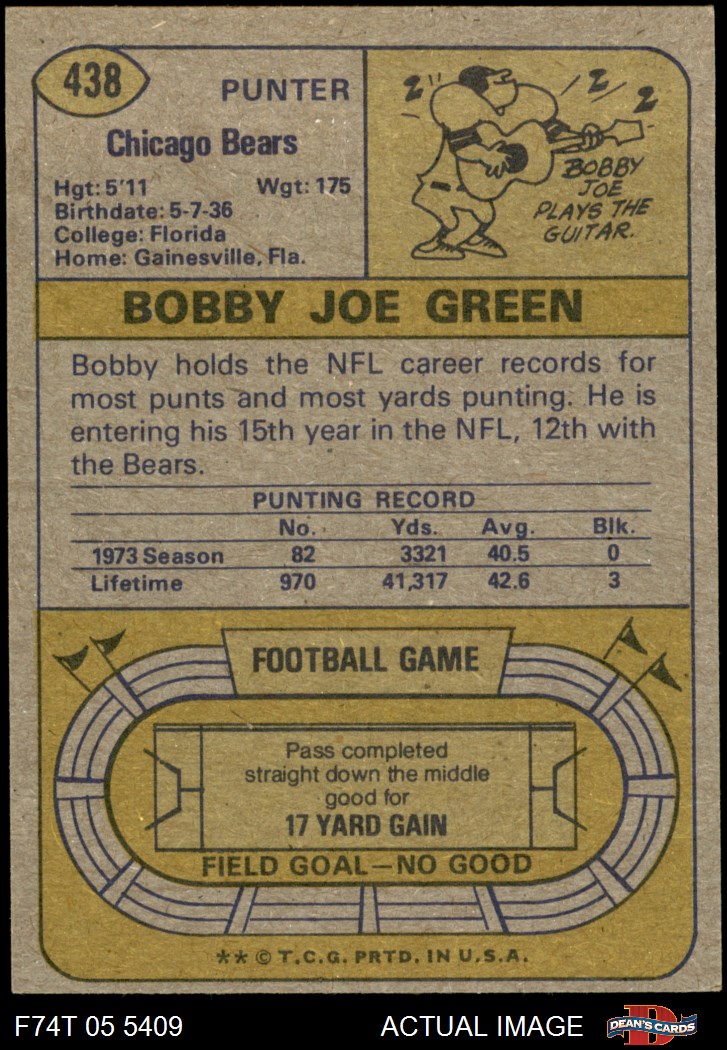 438
PUNTER
Chicago Bears
Hgt: 5'11 Wgt: 175
Birthdate: 5-7-36
College: Florida
Home: Gainesville, Fla.
Z Z Z
BOBBY
JOE
PLAYS THE
GUITAR.
BOBBY JOE GREEN
Bobby holds the NFL career records for
most punts and most yards punting. He is
entering his 15th year in the NFL, 12th with
the Bears.
PUNTING RECORD
No. Yds. Avg. Blk.
1973 Season 82 3321 40.5 0
Lifetime 970 41,317 42.6 3
FOOTBALL GAME
Pass completed
straight down the middle
good for
17 YARD GAIN
FIELD GOAL—NO GOOD
** © T.C.G. PRTD. IN U.S.A.
F74T 05 5409 ACTUAL IMAGE D DEAN'S CARDS